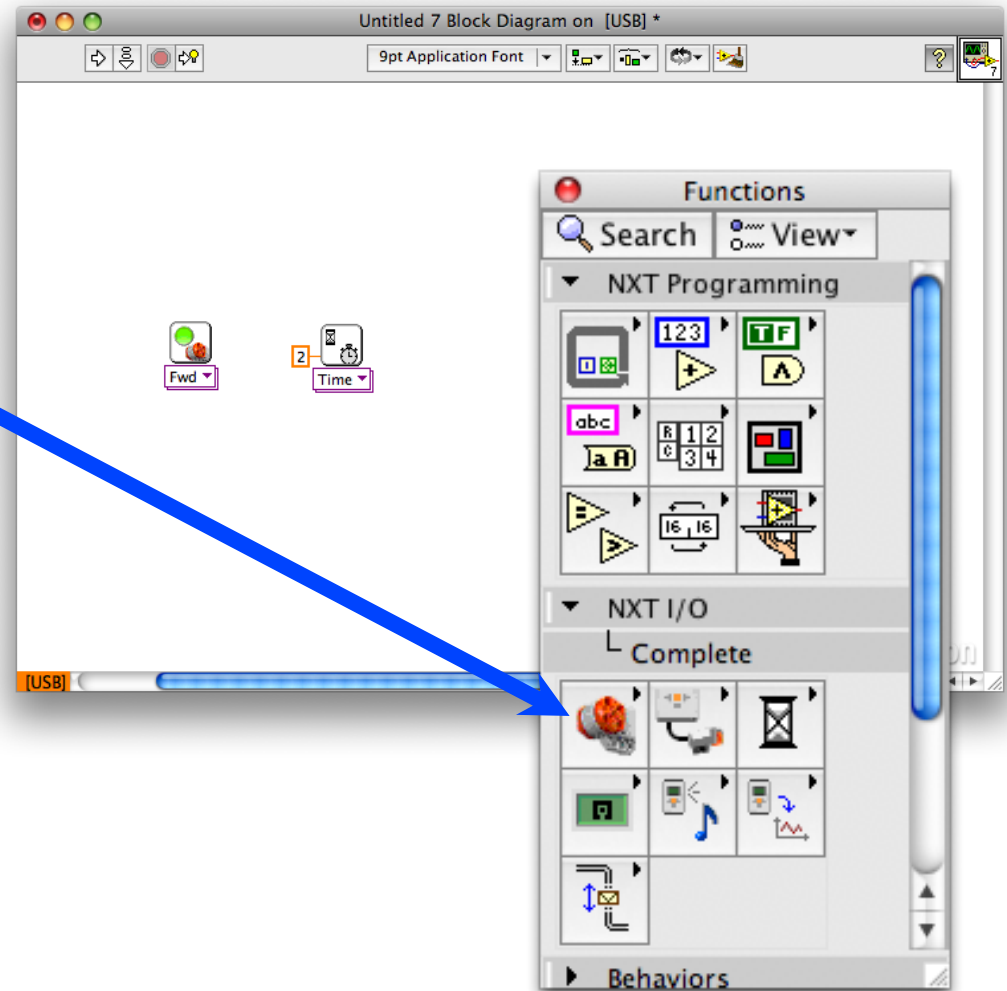 Untitled 7 Block Diagram on [USB] *
9pt Application Font
?
7
Functions
Search
View
NXT Programming
123
T F
abc
a A
R 1 2
C 3 4
16 16
Fwd
2
Time
NXT I/O
Complete
[USB]
Behaviors